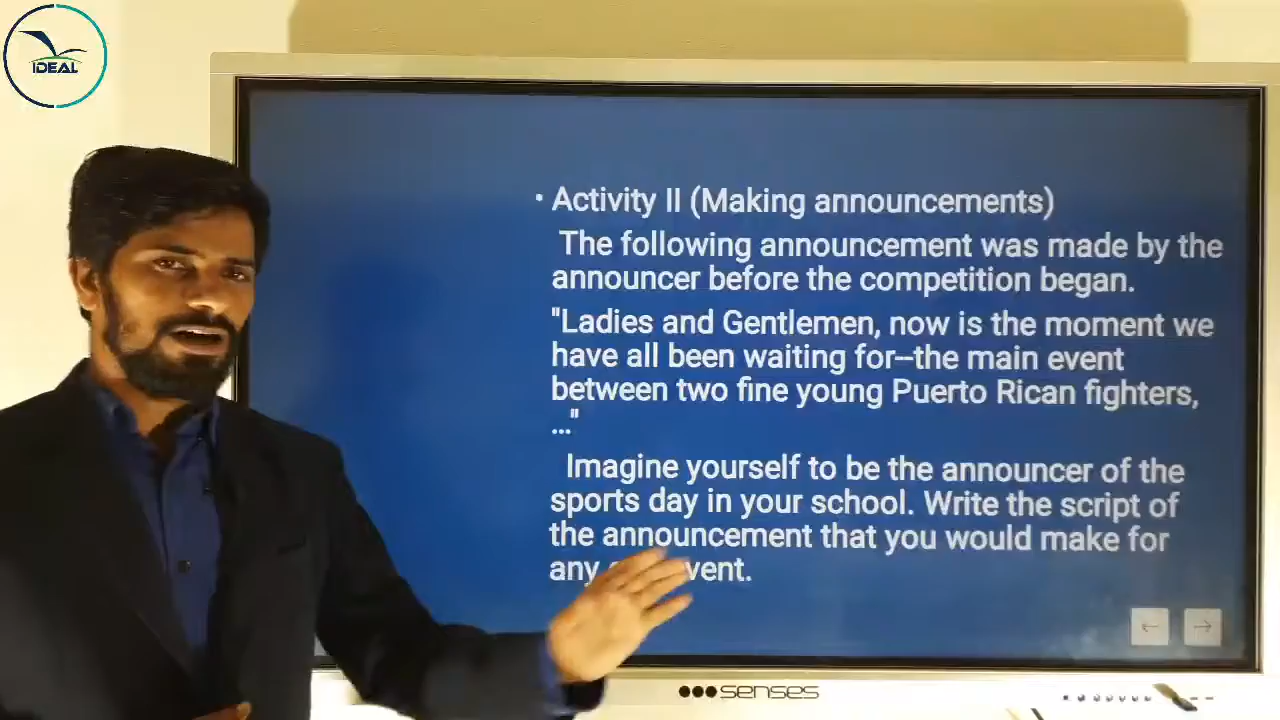 IDEAL
• Activity II (Making announcements)
The following announcement was made by the
announcer before the competition began.
"Ladies and Gentlemen, now is the moment we
have all been waiting for--the main event
between two fine young Puerto Rican fighters,
..."
Imagine yourself to be the announcer of the
sports day in your school. Write the script of
the announcement that you would make for
any
senses